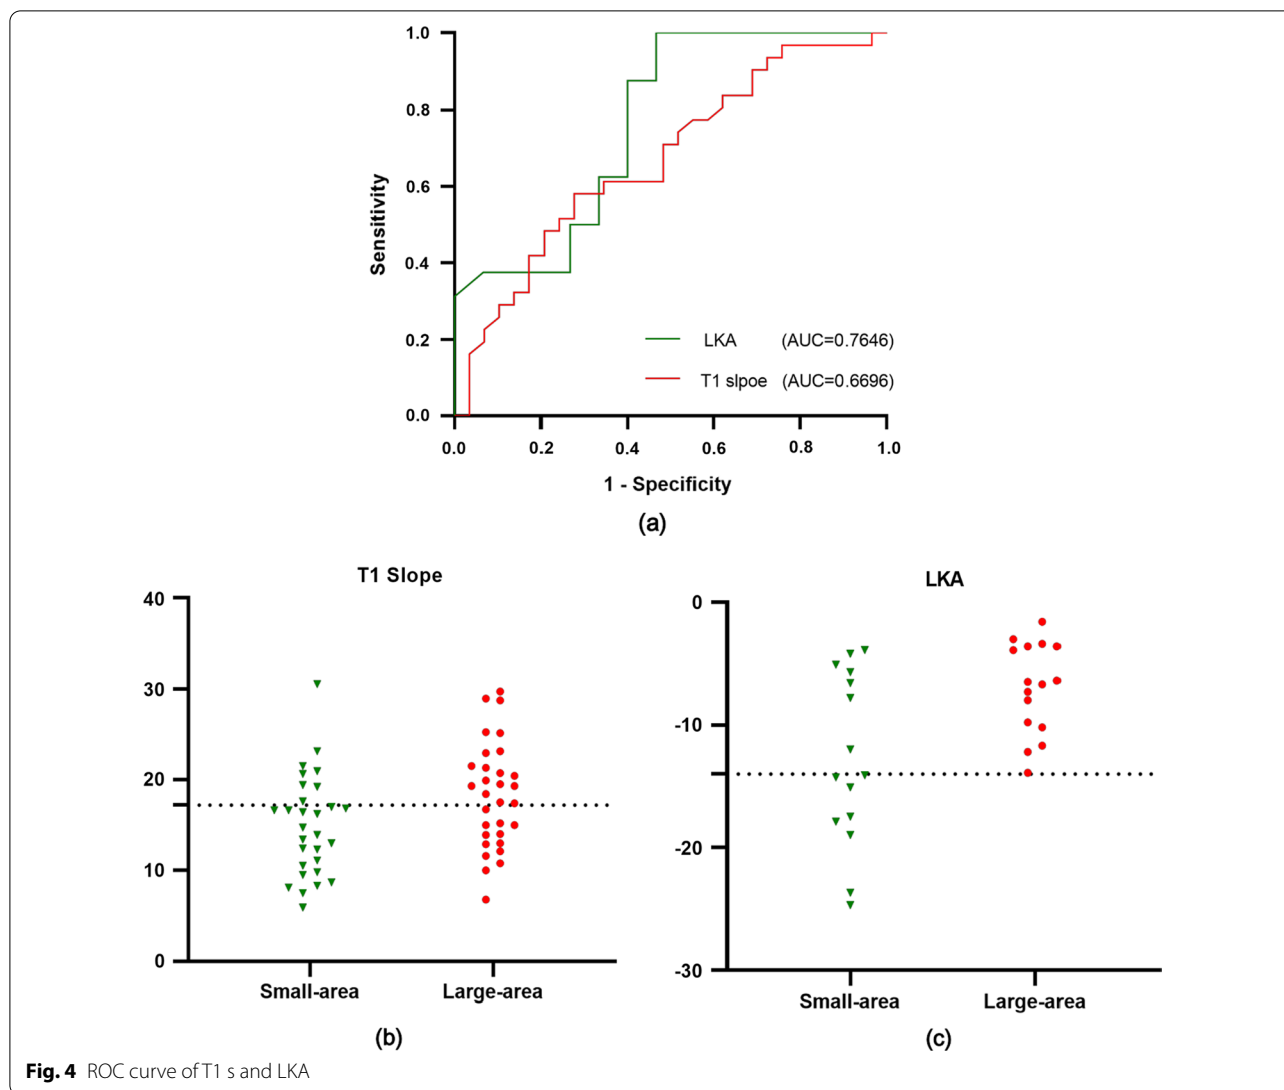 1.0
0.8
0.6
0.4
0.2
0.0
Sensitivity
LKA (AUC=0.7646)
T1 slpoe (AUC=0.6696)
0.0 0.2 0.4 0.6 0.8 1.0
1 - Specificity
(a)
T1 Slope
40
30
20
10
0
Small-area Large-area
(b)
LKA
0
-10
-20
-30
Small-area Large-area
(c)
Fig. 4 ROC curve of T1 s and LKA